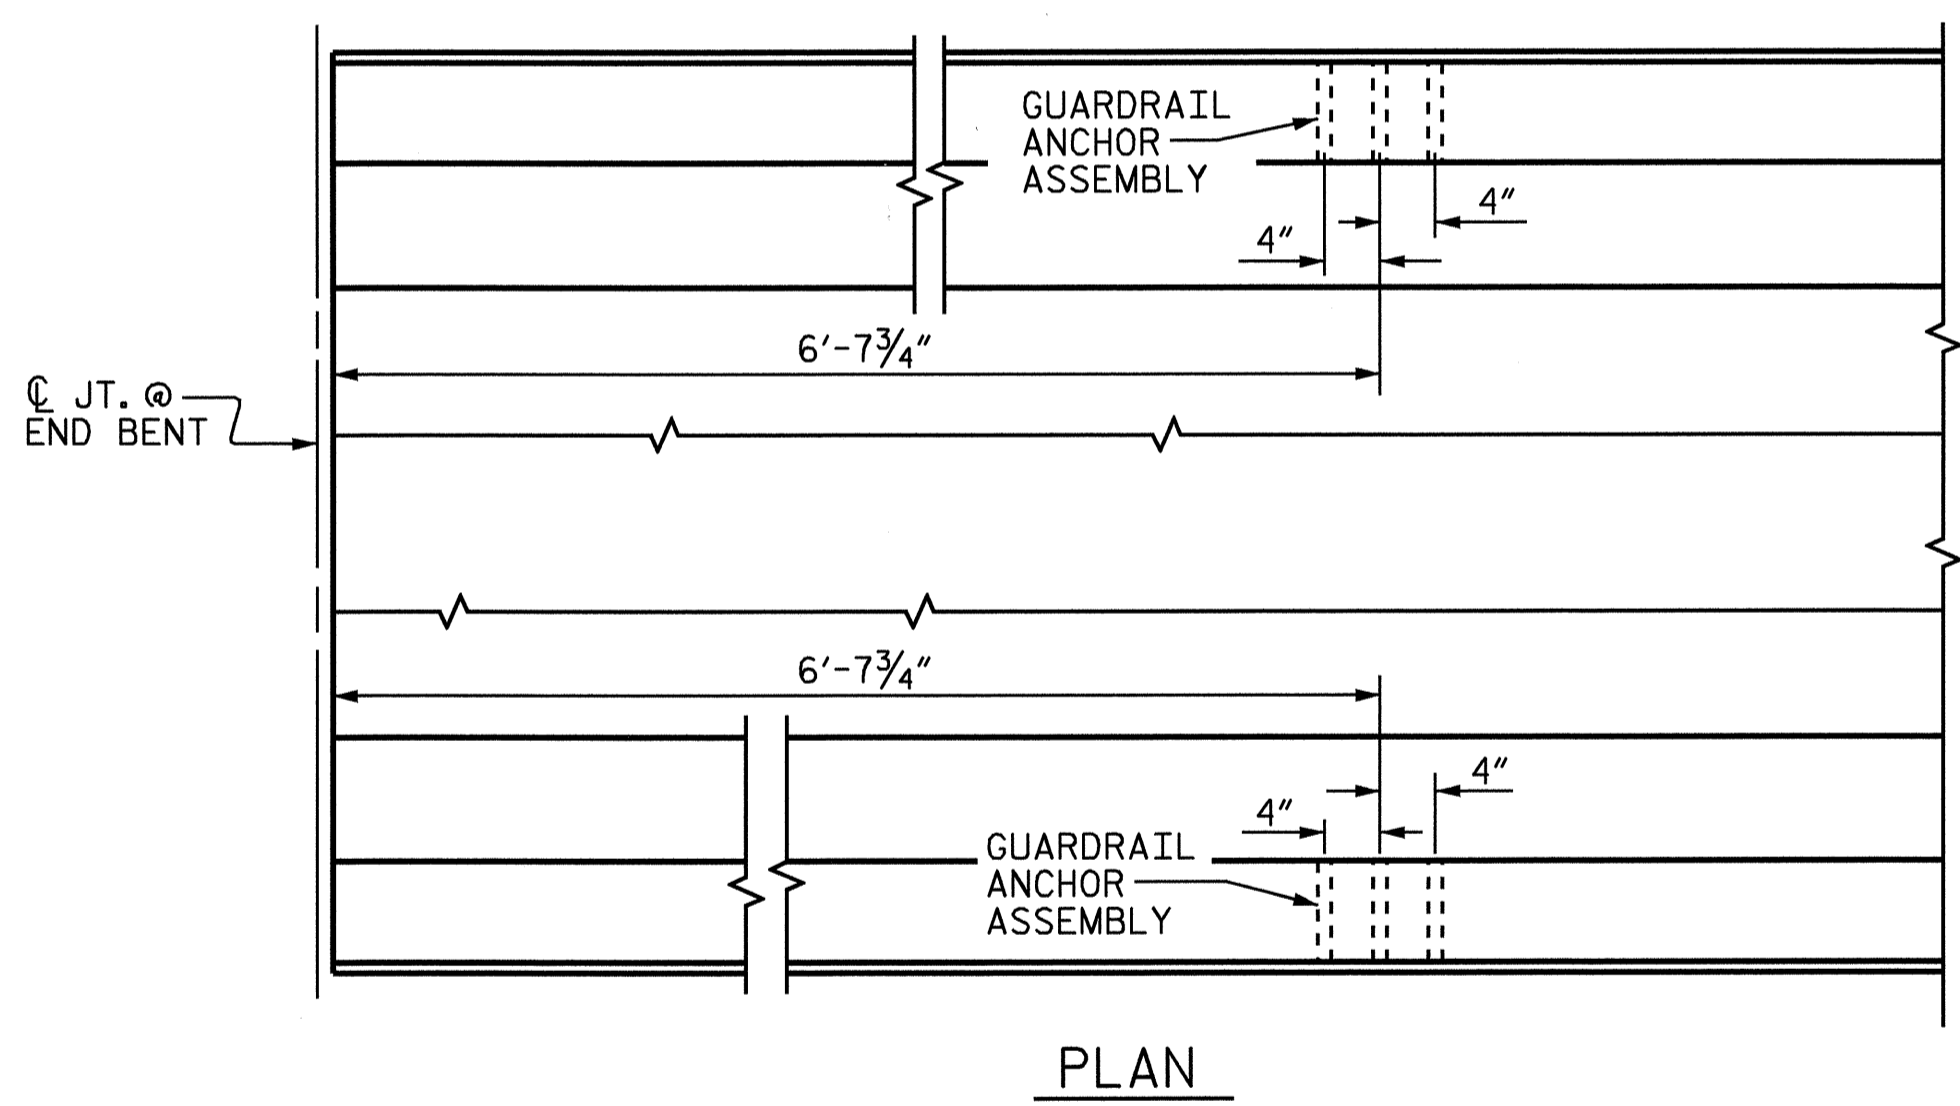 GUARDRAIL
ANCHOR
ASSEMBLY
4"
4"
6'-7¾"
℄ JT. @
END BENT
6'-7¾"
4"
4"
GUARDRAIL
ANCHOR
ASSEMBLY
PLAN